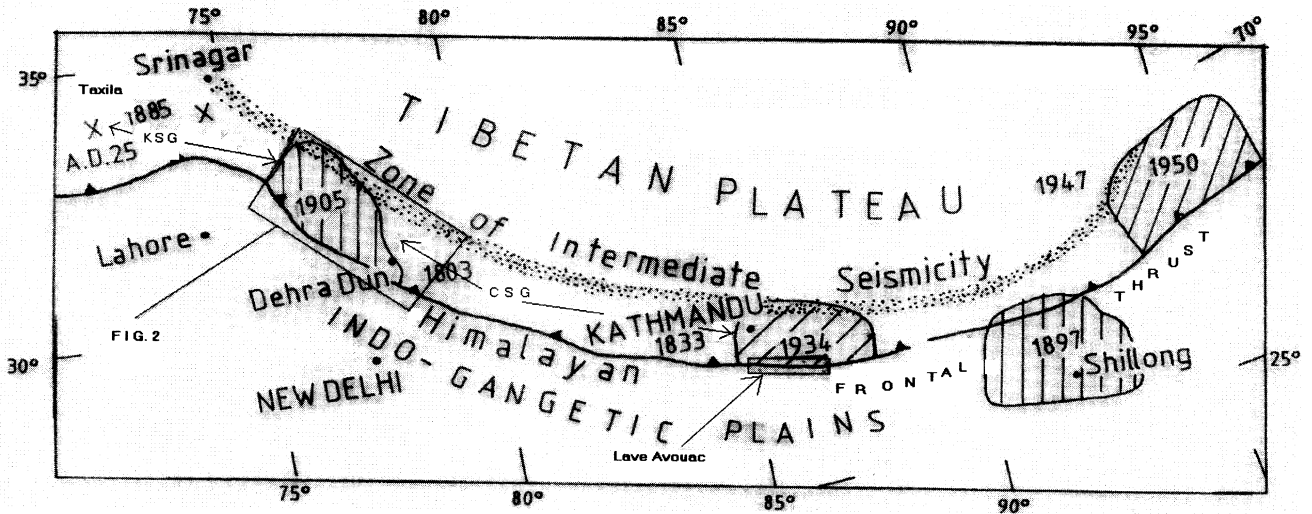 75° 80° 85° 90° 95° 70°
35°
Srinagar
Taxila
1885
X X
KSG
A.D.25
TIBETAN PLATEAU
Zone of Intermediate Seismicity
1905
1947
1950
Lahore
1803
Dehra Dun
CSG
FIG.2
KATHMANDU
1833
1934
1897
Shillong
Himalayan FRONTAL THRUST
INDO-GANGETIC PLAINS
30°
25°
NEW DELHI
Lave Avouac
75° 80° 85° 90°